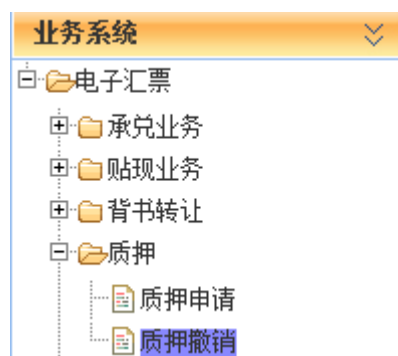 业务系统
电子汇票
承兑业务
贴现业务
背书转让
质押
质押申请
质押撤销